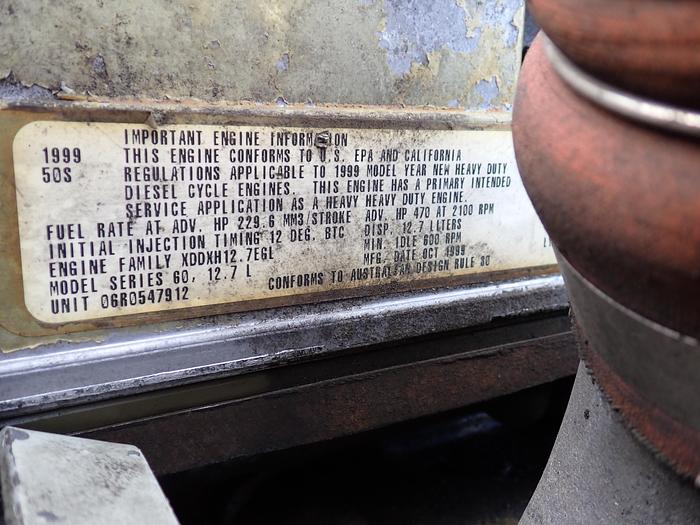 IMPORTANT ENGINE INFORMATION
1999 THIS ENGINE CONFORMS TO U.S. EPA AND CALIFORNIA
50S REGULATIONS APPLICABLE TO 1999 MODEL YEAR NEW HEAVY DUTY
DIESEL CYCLE ENGINES. THIS ENGINE HAS A PRIMARY INTENDED
SERVICE APPLICATION AS A HEAVY HEAVY DUTY ENGINE.
FUEL RATE AT ADV. HP 229.6 MM3/STROKE ADV. HP 470 AT 2100 RPM
INITIAL INJECTION TIMING 12 DEG. BTC DISP. 12.7 LITERS
ENGINE FAMILY XDDXH12.7EGL MIN. IDLE 600 RPM
MODEL SERIES 60, 12.7 L MFG. DATE OCT 1999
UNIT 06R0547912 CONFORMS TO AUSTRALIAN DESIGN RULE 30